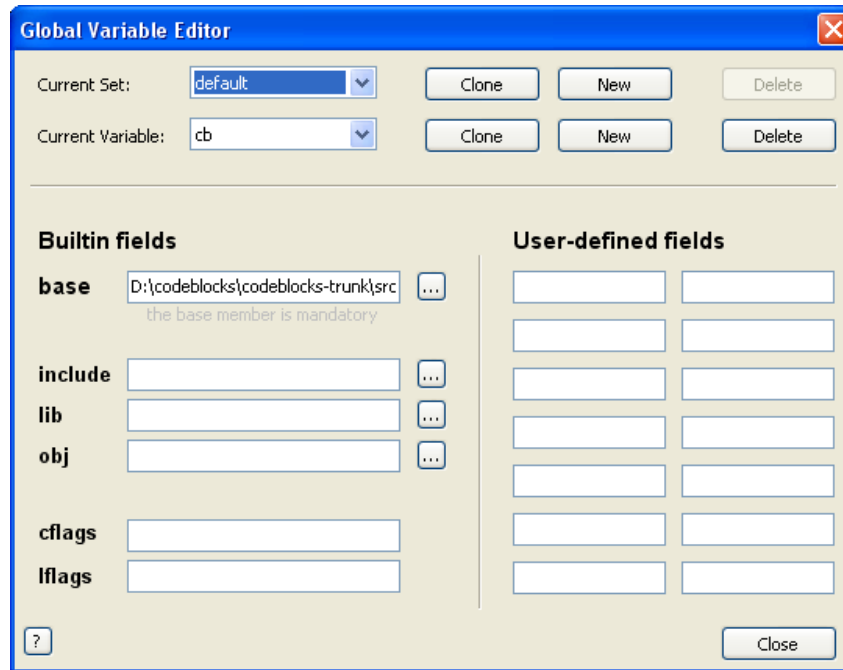 Global Variable Editor
Current Set: default Clone New Delete
Current Variable: cb Clone New Delete
Builtin fields User-defined fields
base D:\codeblocks\codeblocks-trunk\src ...
the base member is mandatory
include ...
lib ...
obj ...
cflags
lflags
? Close